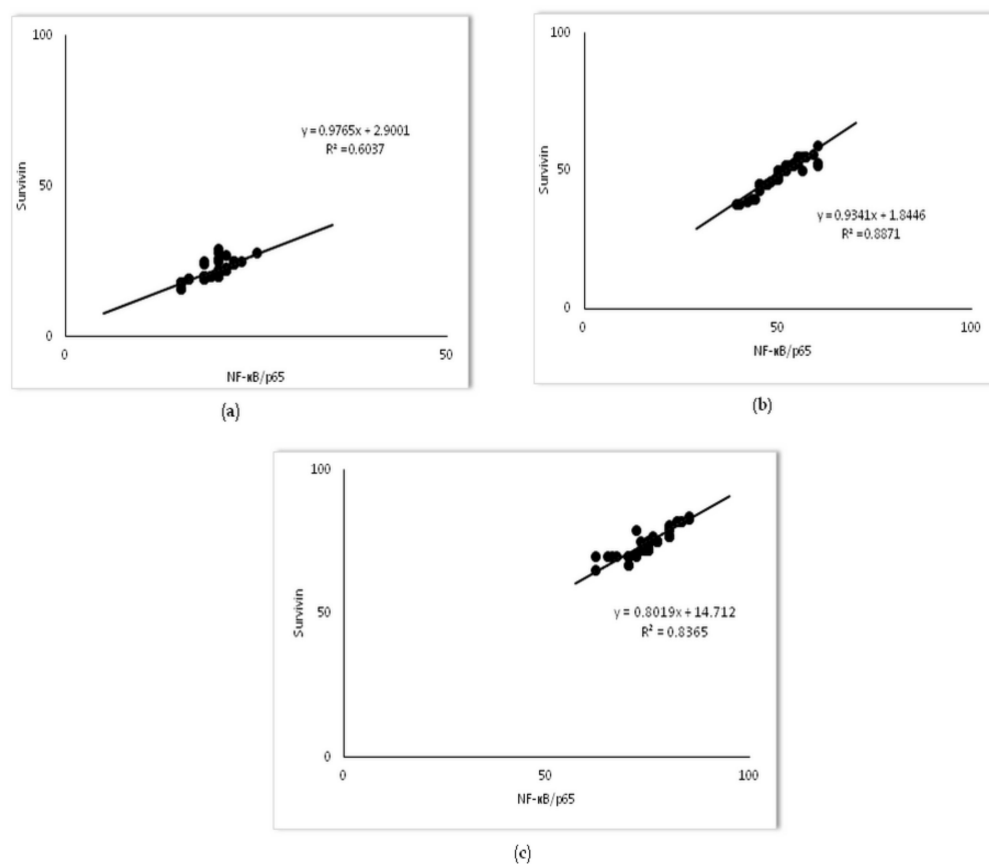 100
Survivin
50
0
y = 0.9765x + 2.9001
R² = 0.6037
0
50
NF-κB/p65
(a)
100
Survivin
50
0
y = 0.9341x + 1.8446
R² = 0.8871
0
50
100
NF-κB/p65
(b)
100
Survivin
50
0
y = 0.8019x + 14.712
R² = 0.8365
0
50
100
NF-κB/p65
(c)